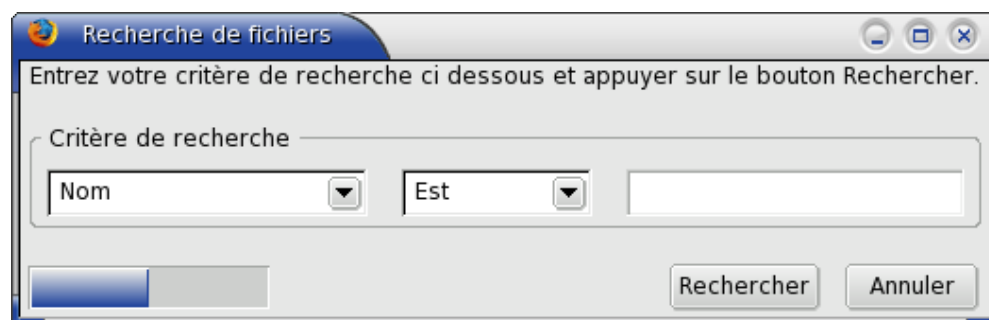 Recherche de fichiers
Entrez votre critère de recherche ci dessous et appuyer sur le bouton Rechercher.
Critère de recherche
Nom Est
Rechercher Annuler